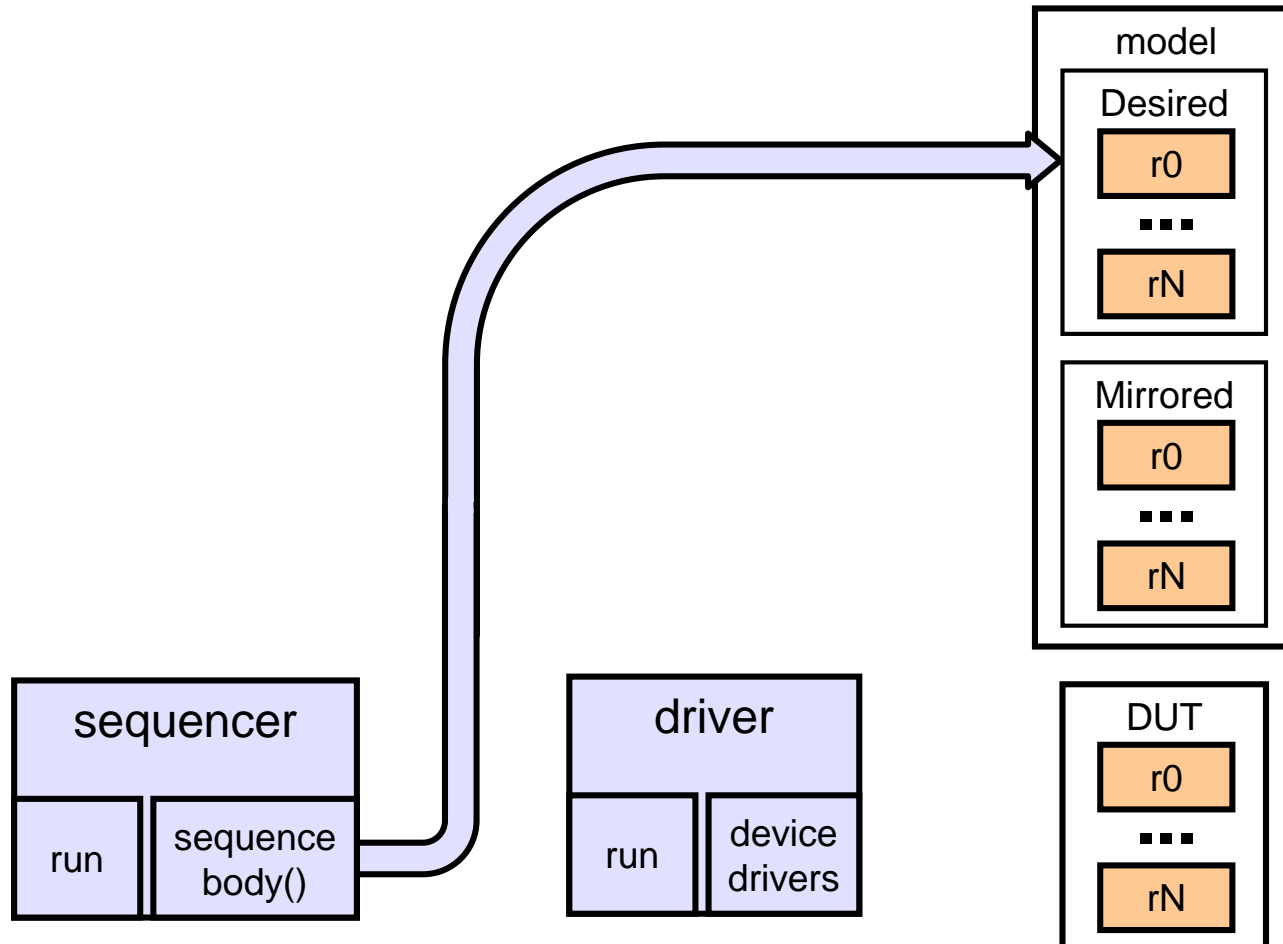 model
Desired
r0
...
rN
Mirrored
r0
...
rN
sequencer
run
sequence
body()
driver
run
device
drivers
DUT
r0
...
rN